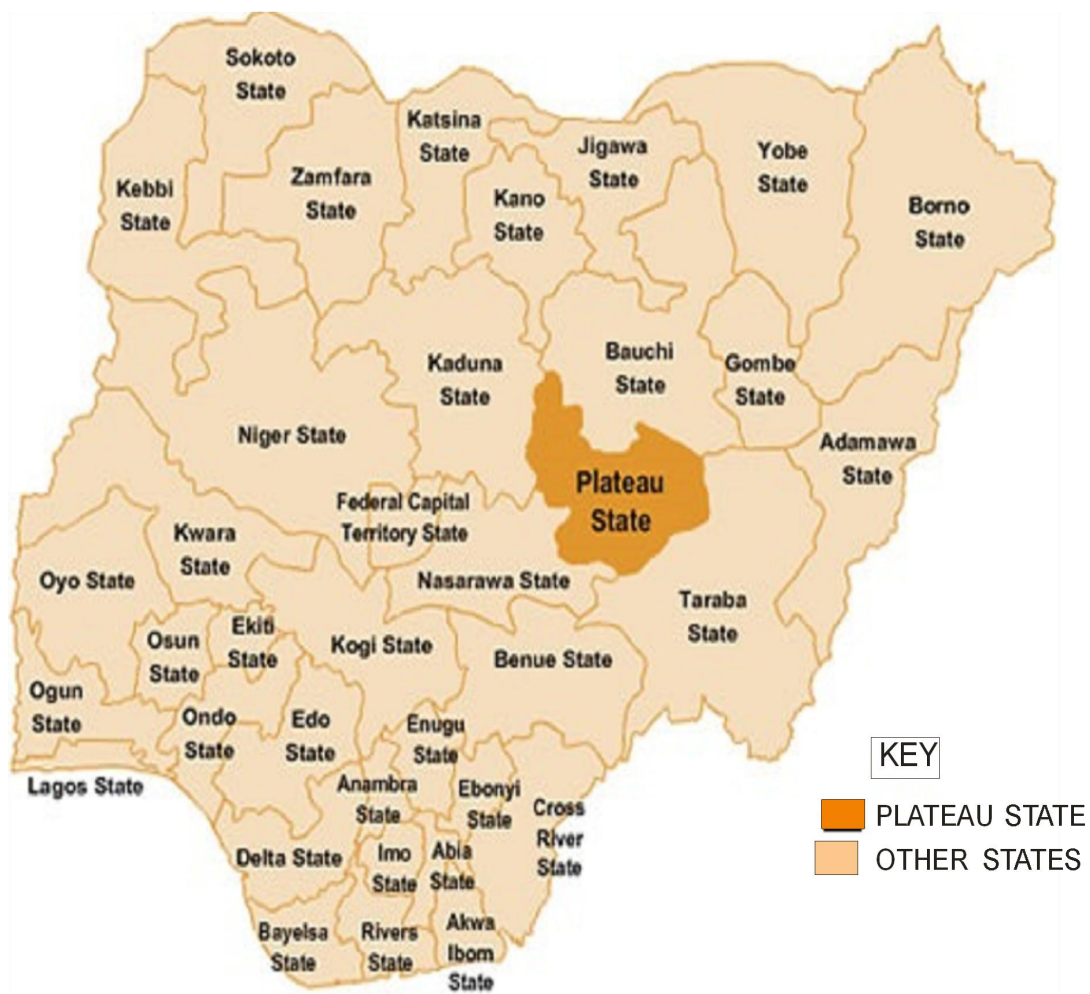 Sokoto
State
Katsina
State
Jigawa
State
Yobe
State
Kebbi
State
Zamfara
State
Kano
State
Borno
State
Kaduna
State
Bauchi
State
Gombe
State
Niger State
Adamawa
State
Plateau
State
Federal Capital
Territory State
Kwara
State
Oyo State
Nasarawa State
Taraba
State
Osun
State
Ekiti
State
Kogi State
Benue State
Ogun
State
Ondo
State
Edo
State
Enugu
State
Lagos State
Anambra
State
Ebonyi
State
Cross
River
State
Delta State
Imo
State
Abia
State
Bayelsa
State
Rivers
State
Akwa
Ibom
State
KEY
PLATEAU STATE
OTHER STATES